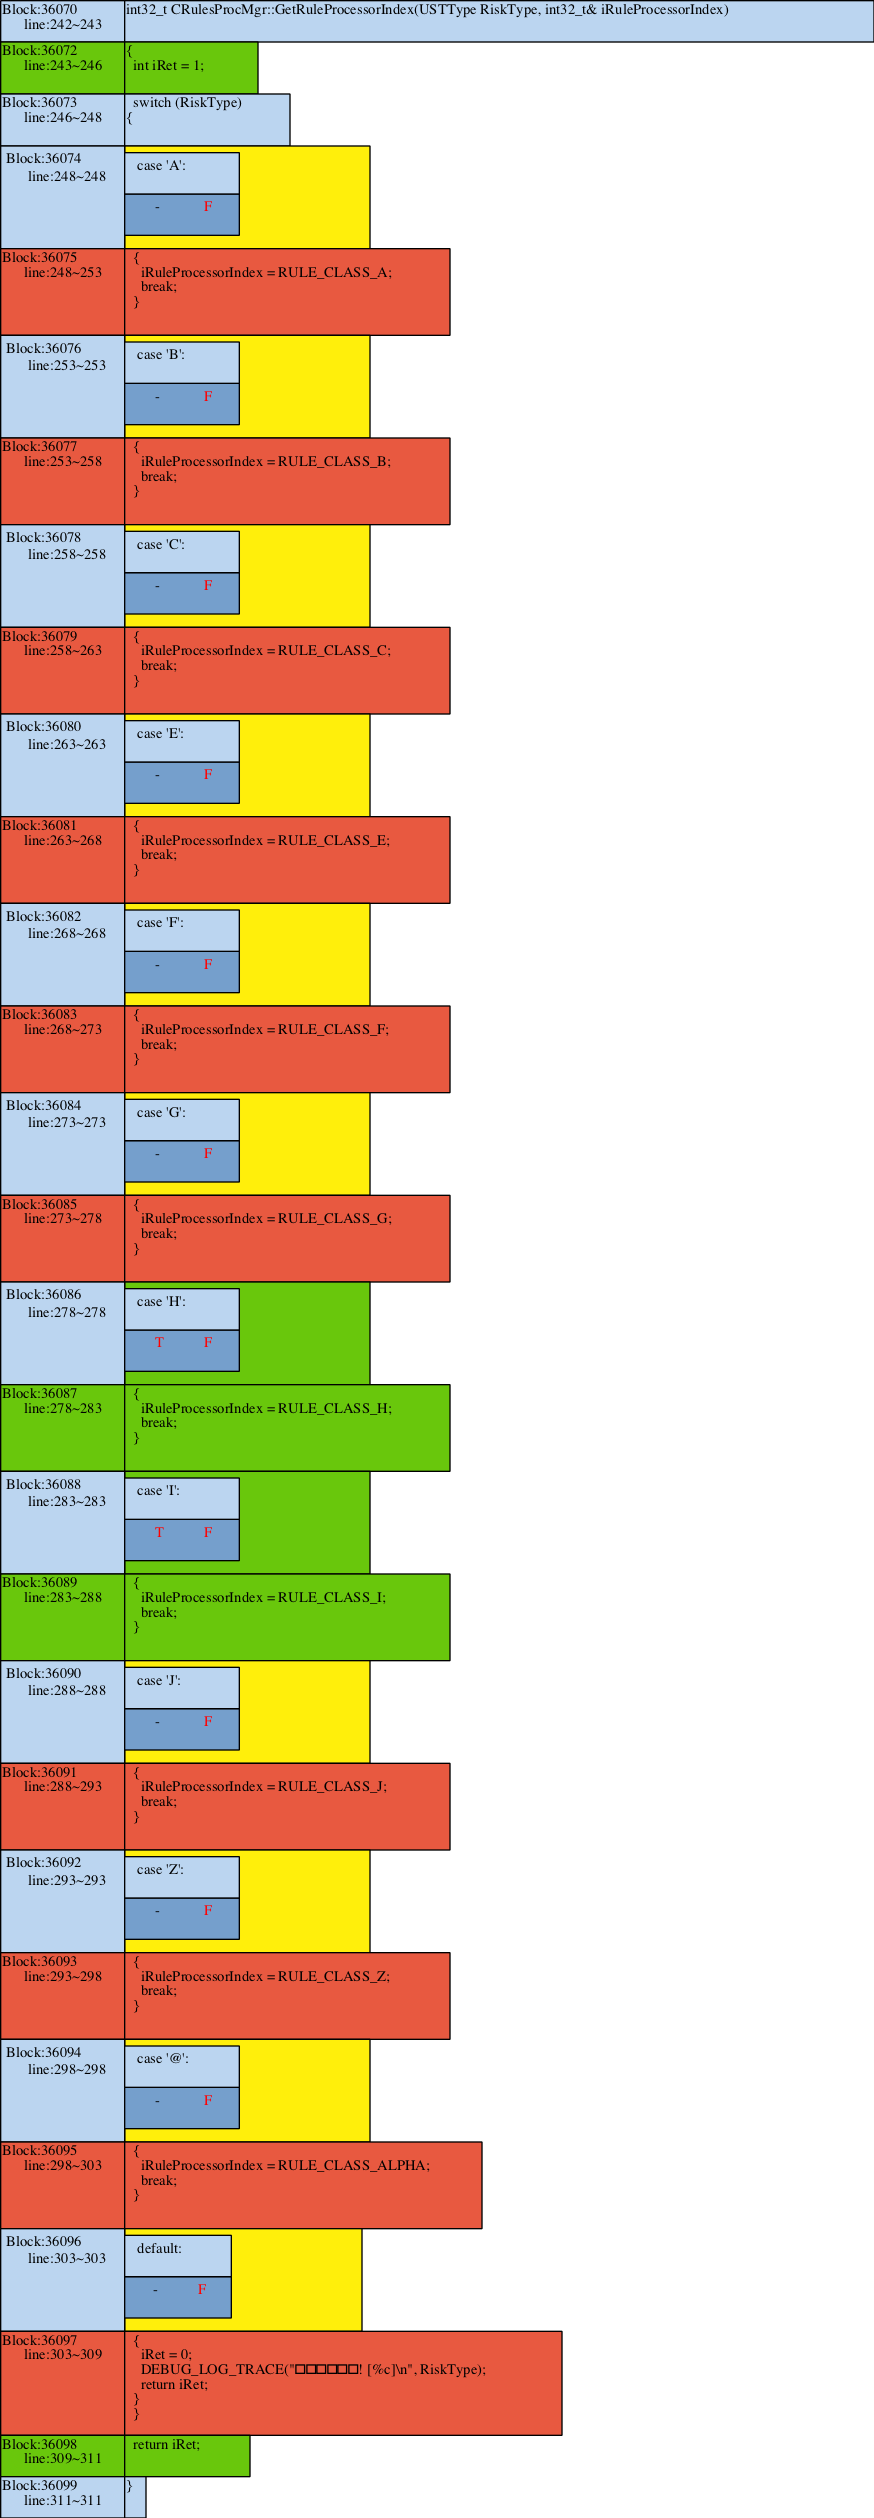 Block:36070 int32_t CRulesProcMgr::GetRuleProcessorIndex(USTType RiskType, int32_t& iRuleProcessorIndex)
line:242~243
Block:36072 {
line:243~246 int iRet = 1;
Block:36073 switch (RiskType)
line:246~248 {
Block:36074 case 'A':
line:248~248
- F
Block:36075 {
line:248~253 iRuleProcessorIndex = RULE_CLASS_A;
break;
}
Block:36076 case 'B':
line:253~253
- F
Block:36077 {
line:253~258 iRuleProcessorIndex = RULE_CLASS_B;
break;
}
Block:36078 case 'C':
line:258~258
- F
Block:36079 {
line:258~263 iRuleProcessorIndex = RULE_CLASS_C;
break;
}
Block:36080 case 'E':
line:263~263
- F
Block:36081 {
line:263~268 iRuleProcessorIndex = RULE_CLASS_E;
break;
}
Block:36082 case 'F':
line:268~268
- F
Block:36083 {
line:268~273 iRuleProcessorIndex = RULE_CLASS_F;
break;
}
Block:36084 case 'G':
line:273~273
- F
Block:36085 {
line:273~278 iRuleProcessorIndex = RULE_CLASS_G;
break;
}
Block:36086 case 'H':
line:278~278
T F
Block:36087 {
line:278~283 iRuleProcessorIndex = RULE_CLASS_H;
break;
}
Block:36088 case 'I':
line:283~283
T F
Block:36089 {
line:283~288 iRuleProcessorIndex = RULE_CLASS_I;
break;
}
Block:36090 case 'J':
line:288~288
- F
Block:36091 {
line:288~293 iRuleProcessorIndex = RULE_CLASS_J;
break;
}
Block:36092 case 'Z':
line:293~293
- F
Block:36093 {
line:293~298 iRuleProcessorIndex = RULE_CLASS_Z;
break;
}
Block:36094 case '@':
line:298~298
- F
Block:36095 {
line:298~303 iRuleProcessorIndex = RULE_CLASS_ALPHA;
break;
}
Block:36096 default:
line:303~303
- F
Block:36097 {
line:303~309 iRet = 0;
DEBUG_LOG_TRACE("□□□□□□! [%c]\n", RiskType);
return iRet;
}
}
Block:36098 return iRet;
line:309~311
Block:36099 }
line:311~311